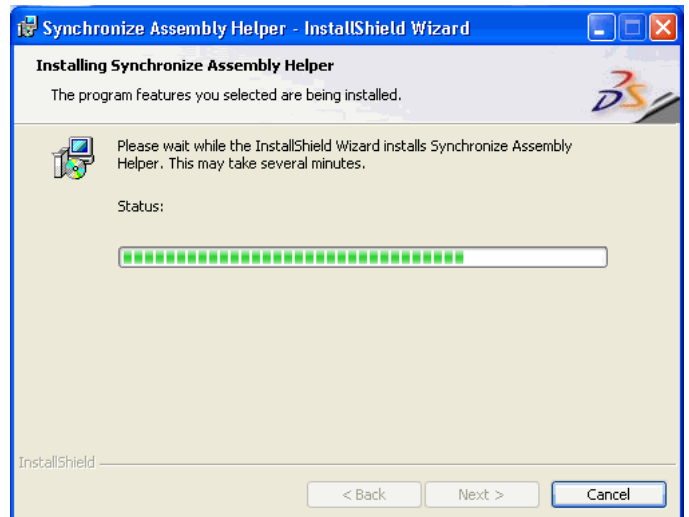 Synchronize Assembly Helper - InstallShield Wizard
Installing Synchronize Assembly Helper
The program features you selected are being installed.
Please wait while the InstallShield Wizard installs Synchronize Assembly
Helper. This may take several minutes.
Status:
InstallShield
< Back
Next >
Cancel